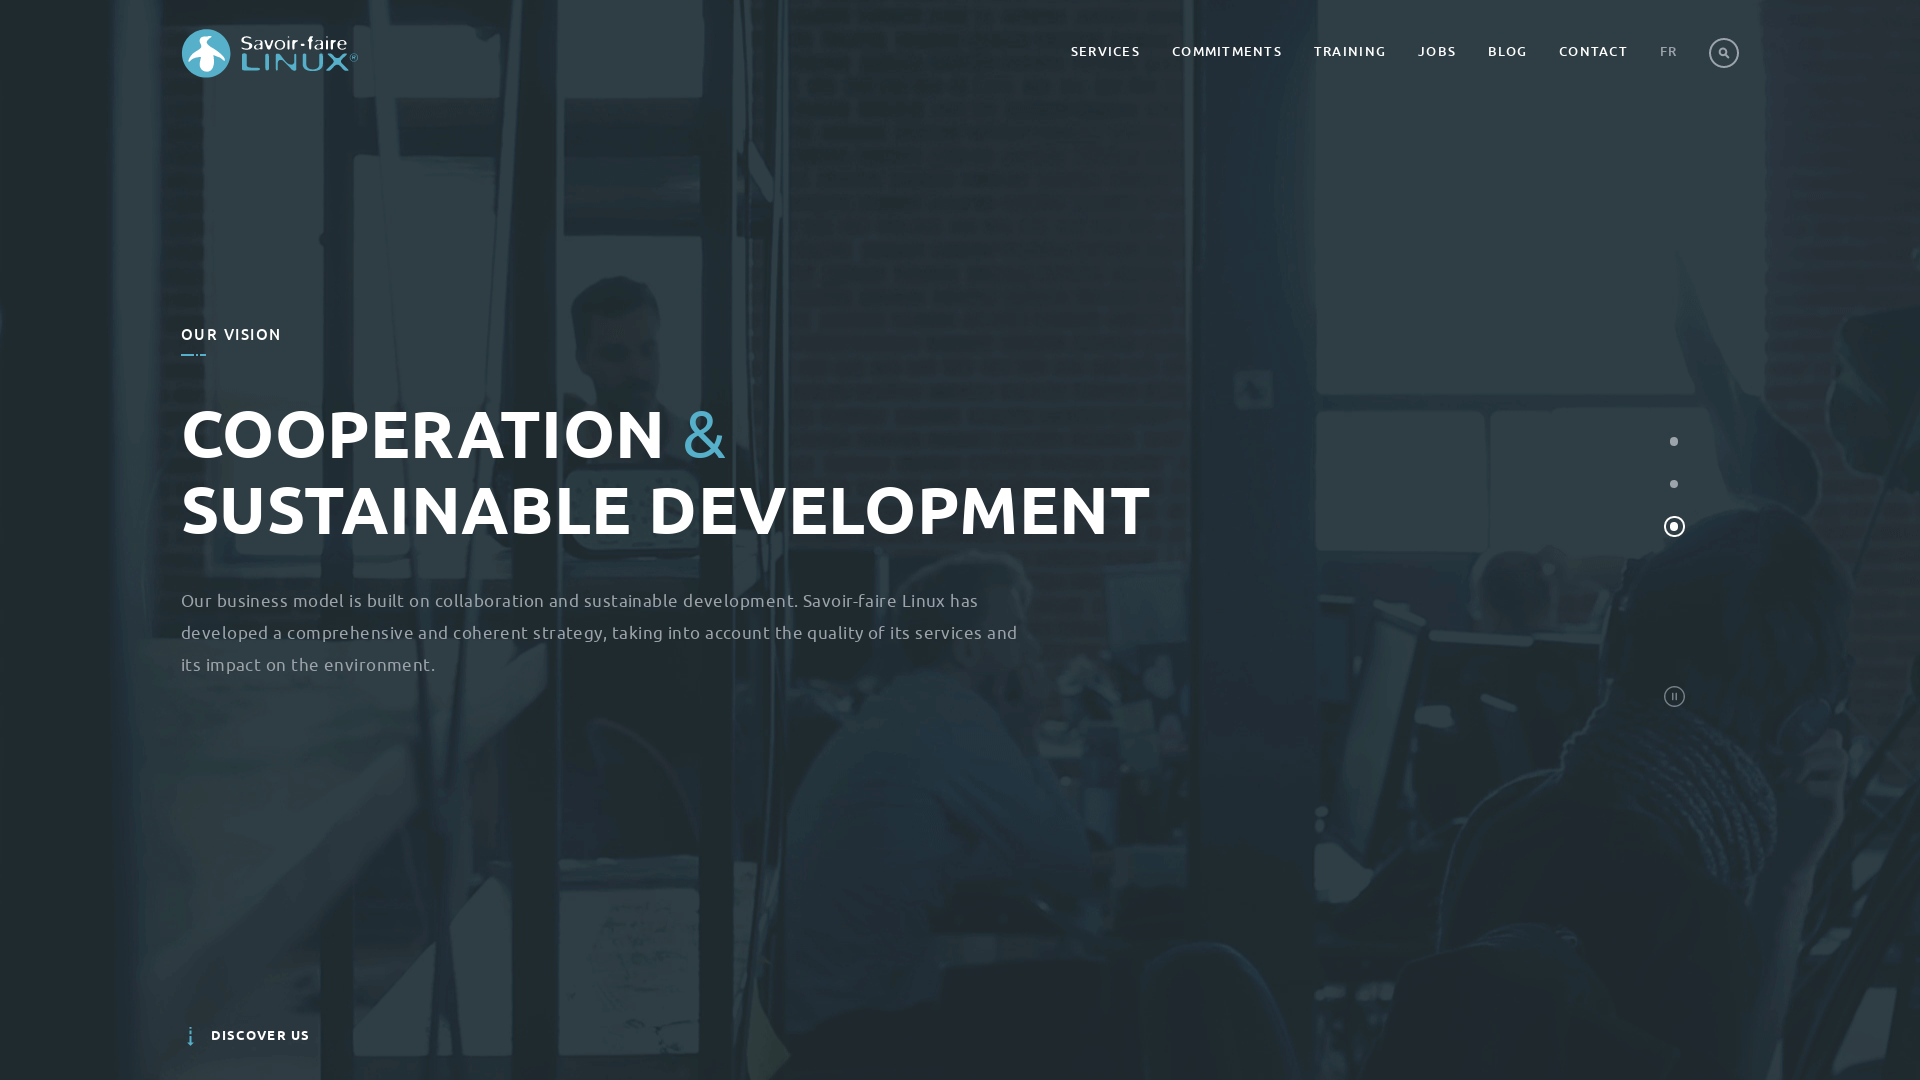 Savoir-faire
LINUX®
SERVICES
COMMITMENTS
TRAINING
JOBS
BLOG
CONTACT
FR
OUR VISION
COOPERATION &
SUSTAINABLE DEVELOPMENT
Our business model is built on collaboration and sustainable development. Savoir-faire Linux has
developed a comprehensive and coherent strategy, taking into account the quality of its services and
its impact on the environment.
DISCOVER US